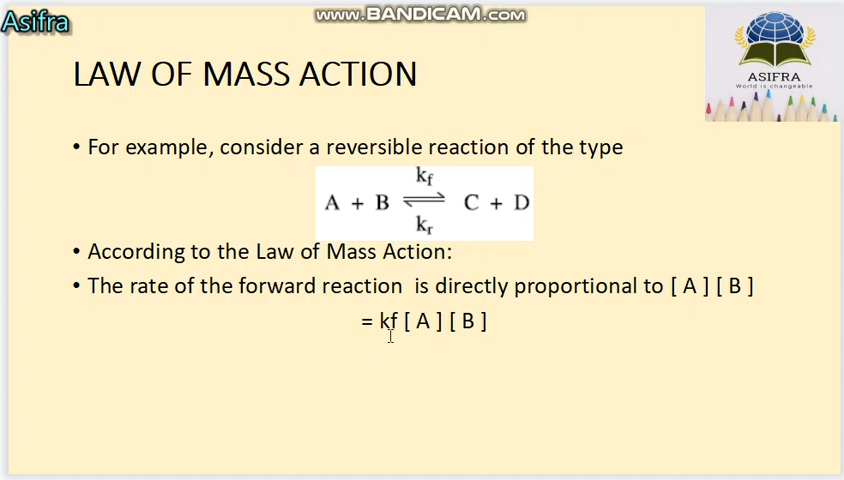 www.BANDICAM.com
Asifra
LAW OF MASS ACTION
ASIFRA
World is changeable
• For example, consider a reversible reaction of the type
kf
A + B ⇌ C + D
kr
• According to the Law of Mass Action:
• The rate of the forward reaction is directly proportional to [ A ] [ B ]
= kf [ A ] [ B ]